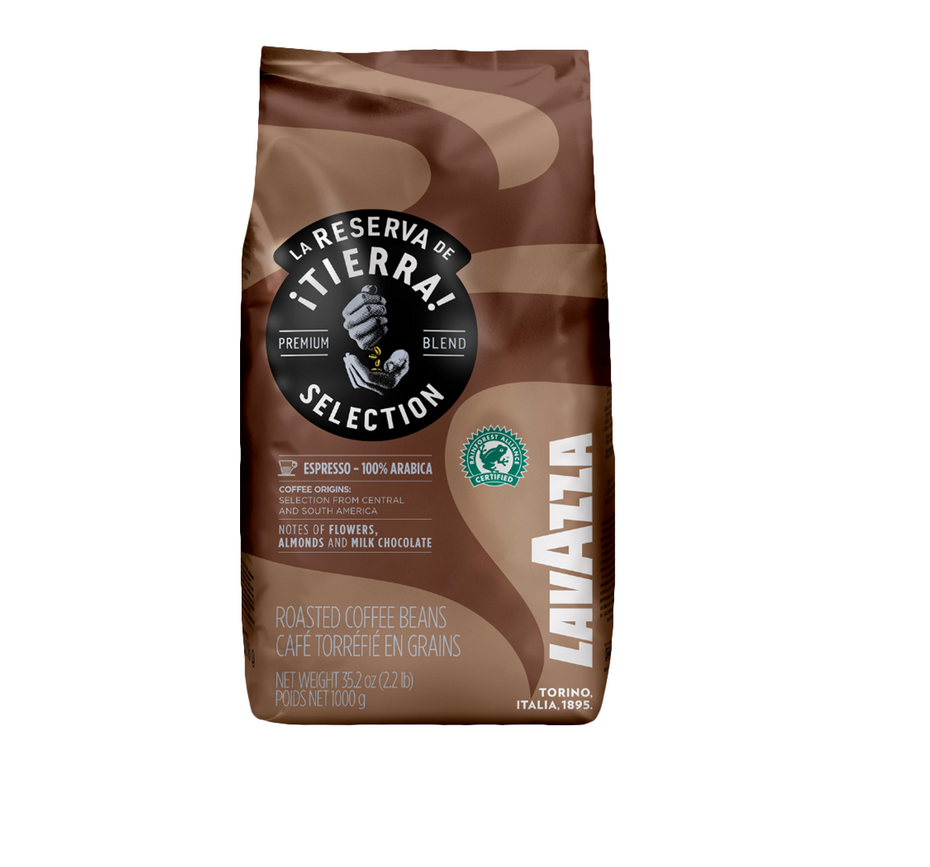 LA RESERVA DE
¡TIERRA!
PREMIUM BLEND
SELECTION
RAINFOREST ALLIANCE
CERTIFIED
ESPRESSO – 100% ARABICA
COFFEE ORIGINS:
SELECTION FROM CENTRAL
AND SOUTH AMERICA
NOTES OF FLOWERS,
ALMONDS AND MILK CHOCOLATE
LAVAZZA
ROASTED COFFEE BEANS
CAFÉ TORRÉFIÉ EN GRAINS
NET WEIGHT 35.2 oz (2.2 lb)
POIDS NET 1000 g
TORINO,
ITALIA, 1895.